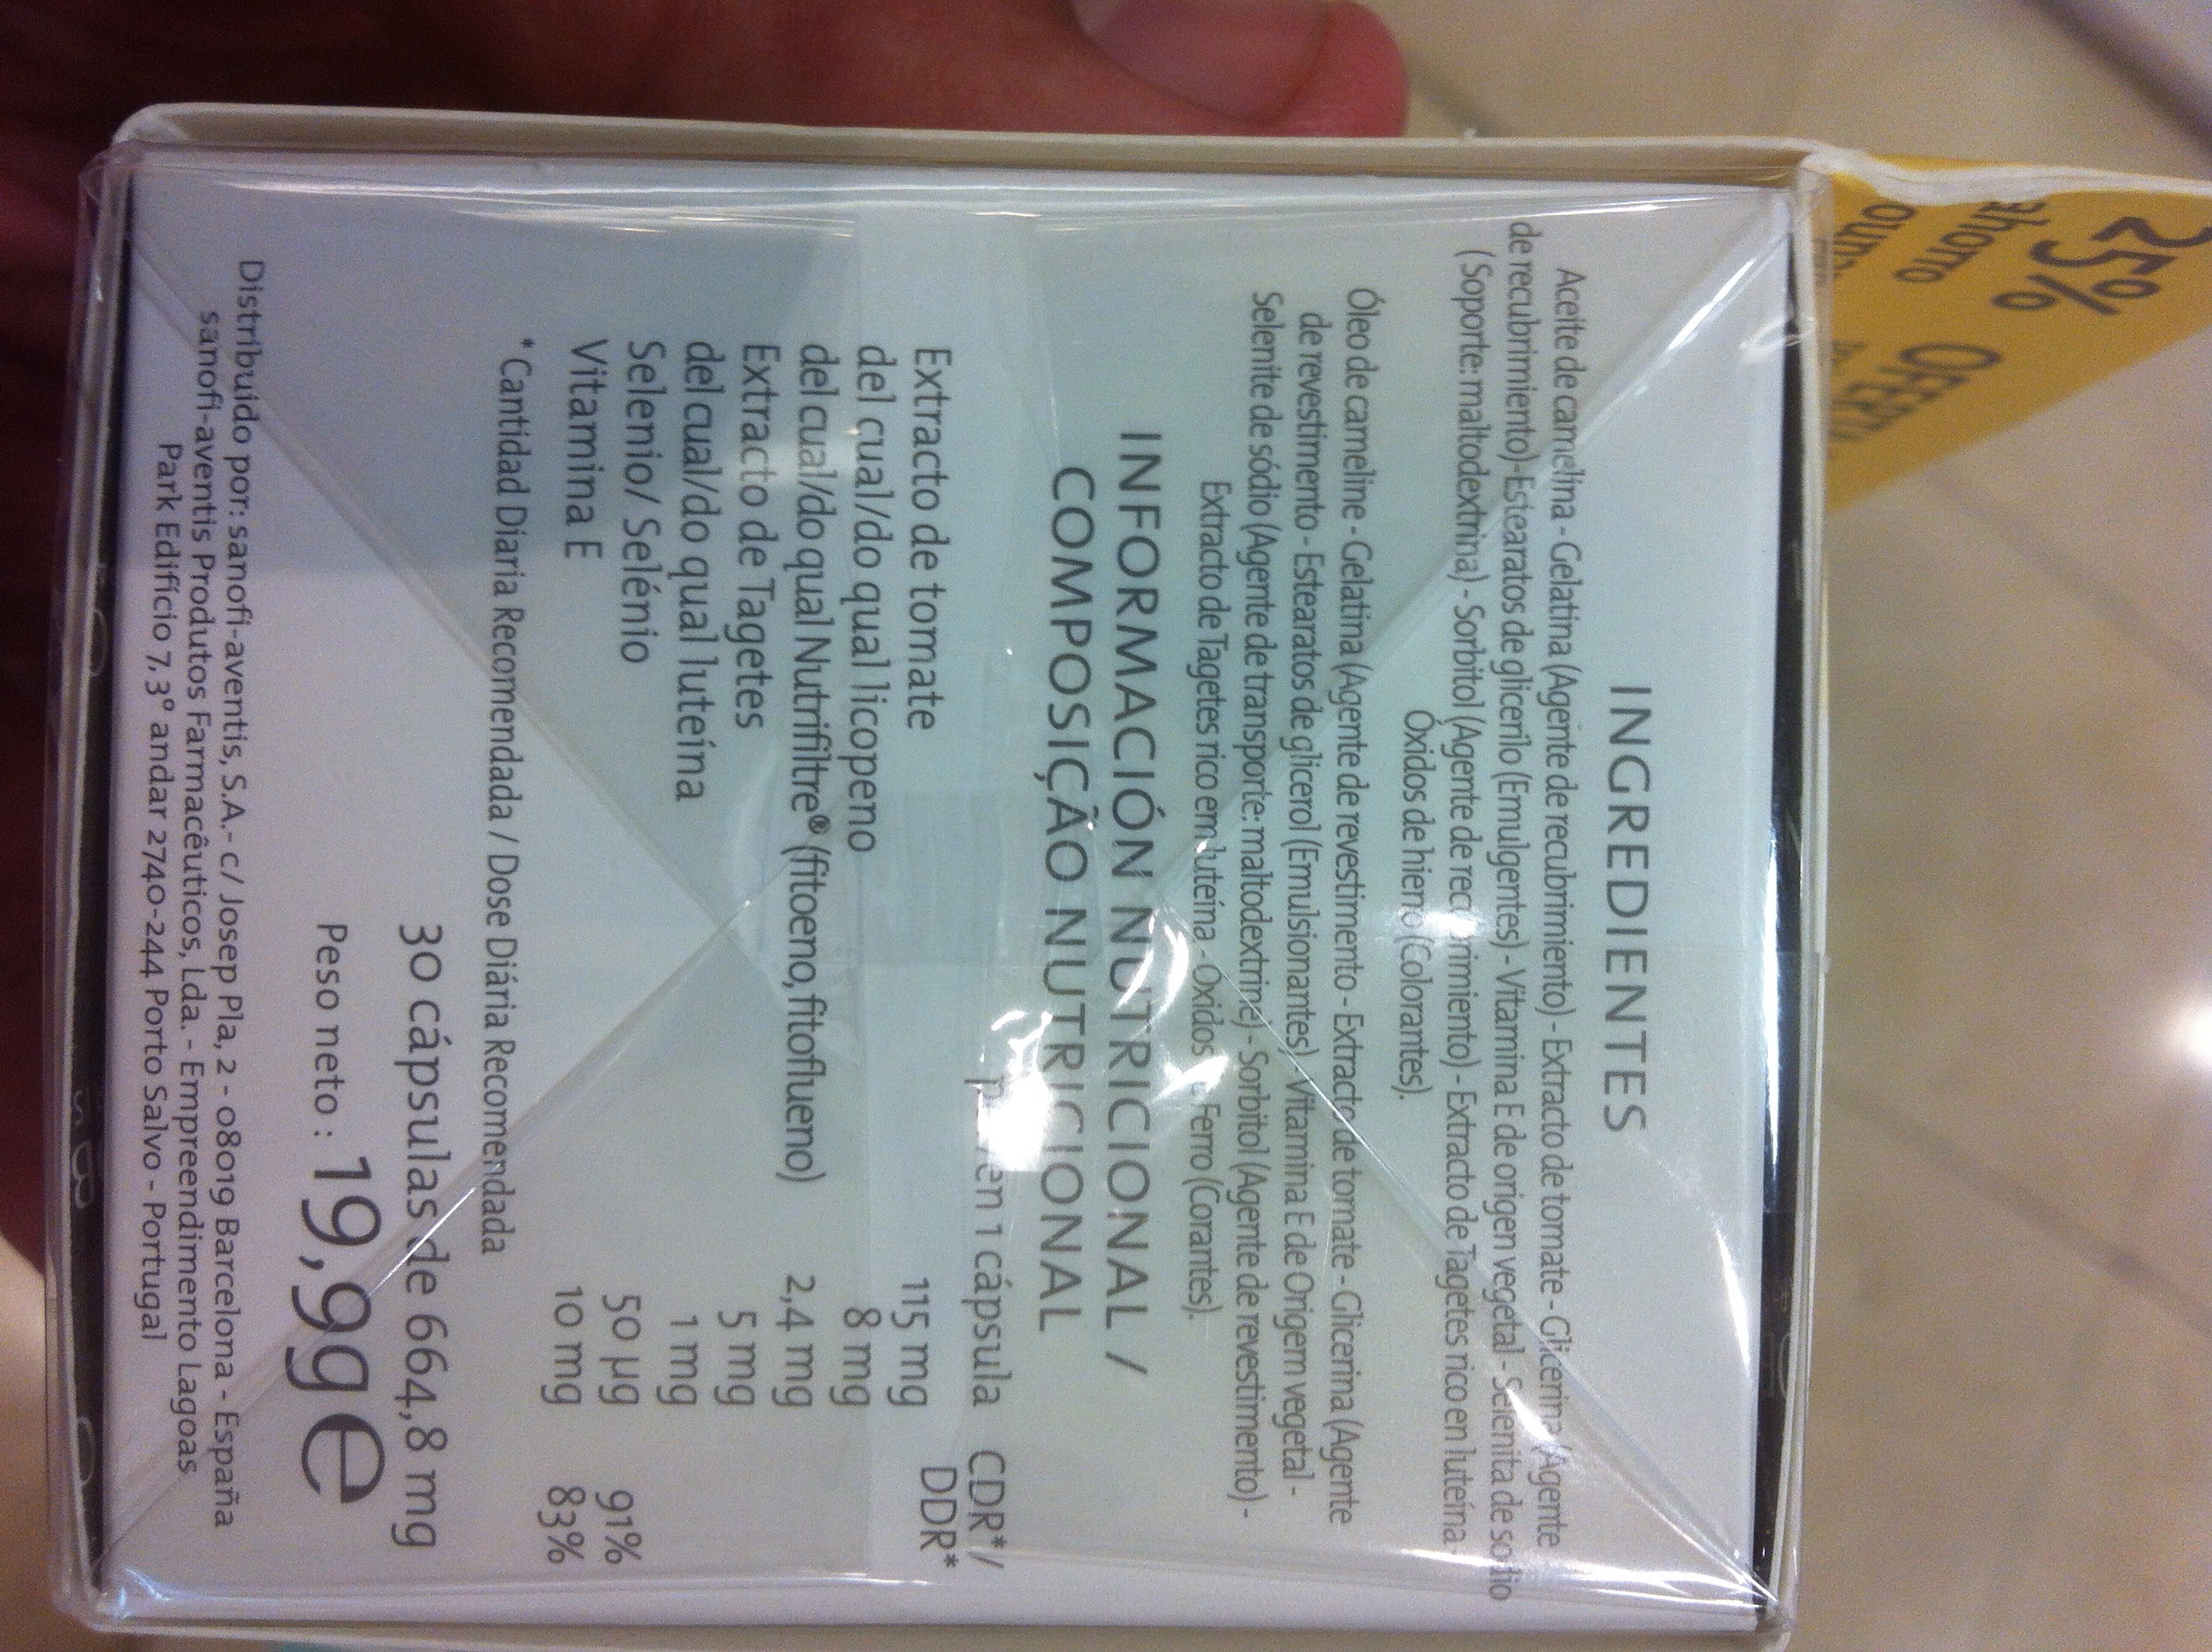 25%
ahorro
OFERTA
INGREDIENTES
Aceite de camelina - Gelatina (Agente de recubrimiento) - Extracto de tomate - Glicerina (Agente
de recubrimiento) - Estearatos de glicerilo (Emulgentes) - Vitamina E de origen vegetal - Selenita de sodio
(Soporte: maltodextrina) - Sorbitol (Agente de recubrimiento) - Extracto de Tagetes rico en luteína -
Óxidos de hierro (Colorantes).
Óleo de cameline - Gelatina (Agente de revestimento - Extracto de tomate - Glicerina (Agente
de revestimento - Estearatos de glicerol (Emulsionantes) - Vitamina E de Origem vegetal -
Selenite de sódio (Agente de transporte: maltodextrine) - Sorbitol (Agente de revestimento) -
Extracto de Tagetes rico em luteína - Oxidos Ferro (Corantes).
INFORMACIÓN NUTRICIONAL /
COMPOSIÇÃO NUTRICIONAL
en 1 cápsula CDR*/
DDR*
Extracto de tomate 115 mg
del cual/do qual licopeno 8 mg
del cual/do qual Nutrifiltre® (fitoeno, fitoflueno) 2,4 mg
Extracto de Tagetes 5 mg
del cual/do qual luteína 1 mg
Selenio/ Selénio 50 µg 91%
Vitamina E 10 mg 83%
* Cantidad Diaria Recomendada / Dose Diária Recomendada
30 cápsulas de 664,8 mg
Peso neto : 19,9g e
Distribuido por: sanofi-aventis, S.A.- c/ Josep Pla, 2 - 08019 Barcelona - España
sanofi-aventis Produtos Farmacêuticos, Lda. - Empreendimento Lagoas
Park Edifício 7, 3º andar 2740-244 Porto Salvo - Portugal